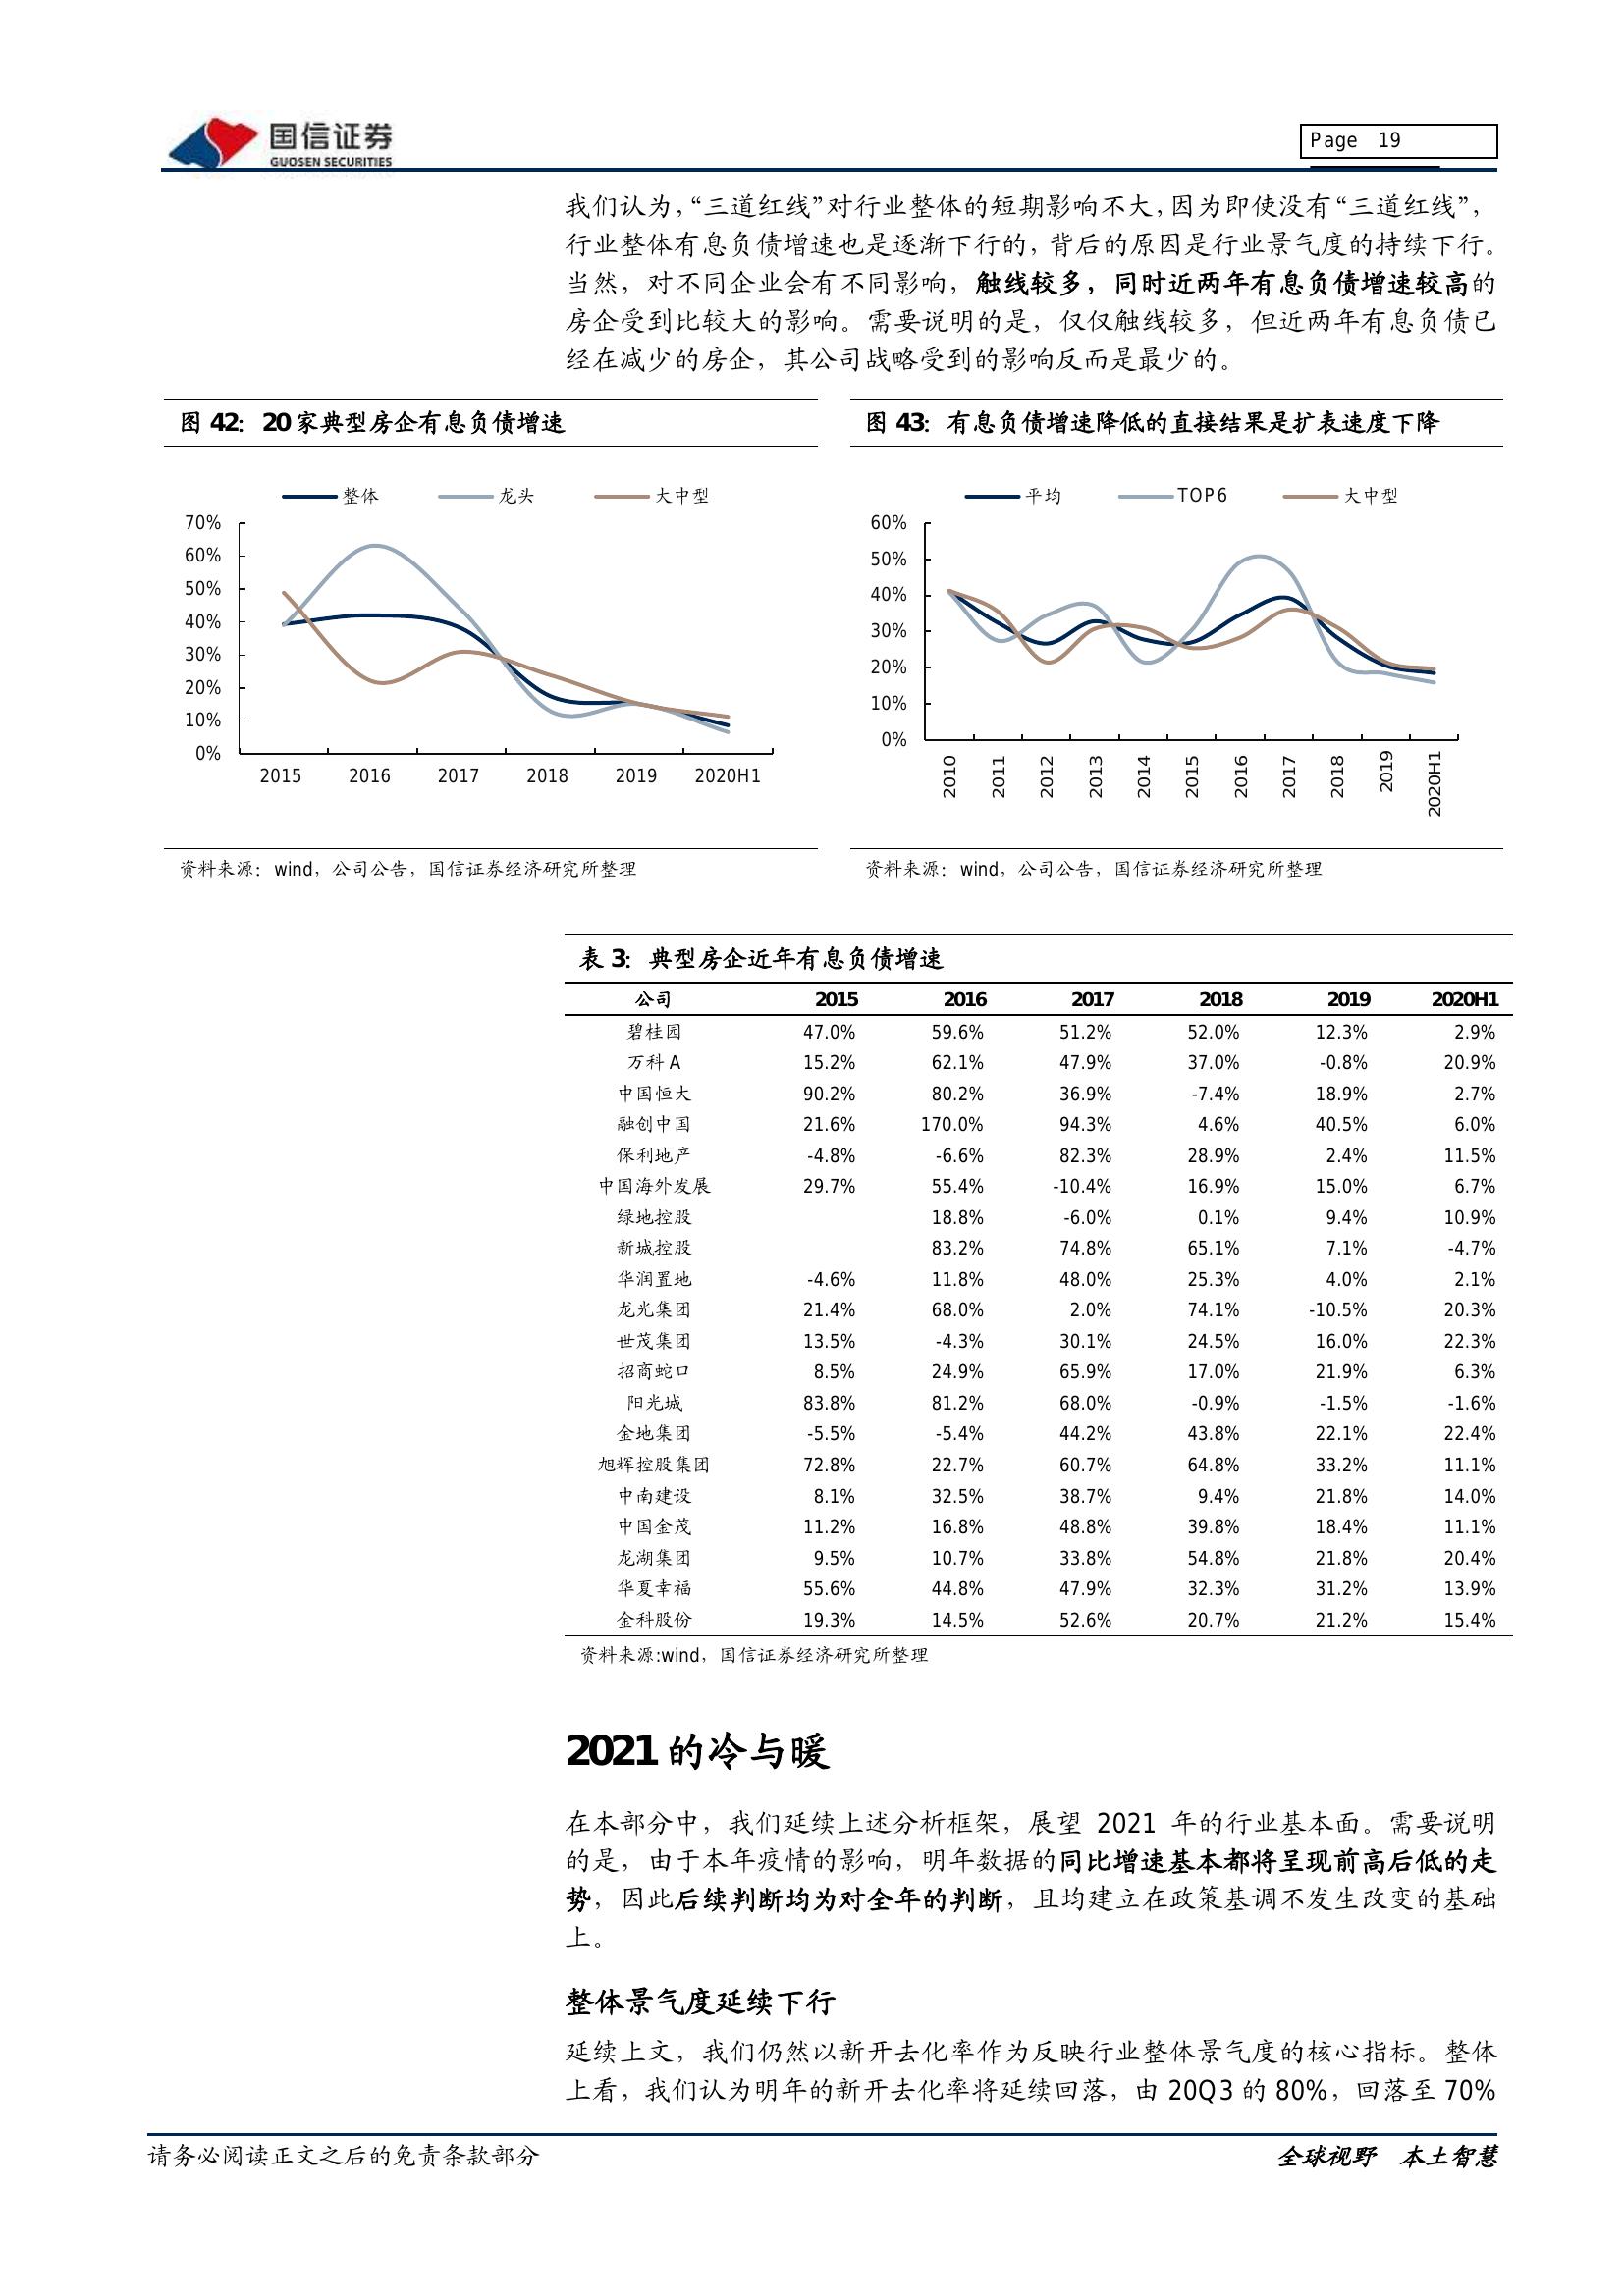 国信证券
GUOSEN SECURITIES
Page 19
我们认为，“三道红线”对行业整体的短期影响不大，因为即使没有“三道红线”，
行业整体有息负债增速也是逐渐下行的，背后的原因是行业景气度的持续下行。
当然，对不同企业会有不同影响，触线较多，同时近两年有息负债增速较高的
房企受到比较大的影响。需要说明的是，仅仅触线较多，但近两年有息负债已
经在减少的房企，其公司战略受到的影响反而是最少的。
图 42：20 家典型房企有息负债增速
整体 龙头 大中型
70%
60%
50%
40%
30%
20%
10%
0%
2015 2016 2017 2018 2019 2020H1
资料来源：wind，公司公告，国信证券经济研究所整理
图 43：有息负债增速降低的直接结果是扩表速度下降
平均 TOP6 大中型
60%
50%
40%
30%
20%
10%
0%
2010 2011 2012 2013 2014 2015 2016 2017 2018 2019 2020H1
资料来源：wind，公司公告，国信证券经济研究所整理
表 3：典型房企近年有息负债增速
公司 2015 2016 2017 2018 2019 2020H1
碧桂园 47.0% 59.6% 51.2% 52.0% 12.3% 2.9%
万科 A 15.2% 62.1% 47.9% 37.0% -0.8% 20.9%
中国恒大 90.2% 80.2% 36.9% -7.4% 18.9% 2.7%
融创中国 21.6% 170.0% 94.3% 4.6% 40.5% 6.0%
保利地产 -4.8% -6.6% 82.3% 28.9% 2.4% 11.5%
中国海外发展 29.7% 55.4% -10.4% 16.9% 15.0% 6.7%
绿地控股 18.8% -6.0% 0.1% 9.4% 10.9%
新城控股 83.2% 74.8% 65.1% 7.1% -4.7%
华润置地 -4.6% 11.8% 48.0% 25.3% 4.0% 2.1%
龙光集团 21.4% 68.0% 2.0% 74.1% -10.5% 20.3%
世茂集团 13.5% -4.3% 30.1% 24.5% 16.0% 22.3%
招商蛇口 8.5% 24.9% 65.9% 17.0% 21.9% 6.3%
阳光城 83.8% 81.2% 68.0% -0.9% -1.5% -1.6%
金地集团 -5.5% -5.4% 44.2% 43.8% 22.1% 22.4%
旭辉控股集团 72.8% 22.7% 60.7% 64.8% 33.2% 11.1%
中南建设 8.1% 32.5% 38.7% 9.4% 21.8% 14.0%
中国金茂 11.2% 16.8% 48.8% 39.8% 18.4% 11.1%
龙湖集团 9.5% 10.7% 33.8% 54.8% 21.8% 20.4%
华夏幸福 55.6% 44.8% 47.9% 32.3% 31.2% 13.9%
金科股份 19.3% 14.5% 52.6% 20.7% 21.2% 15.4%
资料来源:wind，国信证券经济研究所整理
2021 的冷与暖
在本部分中，我们延续上述分析框架，展望 2021 年的行业基本面。需要说明
的是，由于本年疫情的影响，明年数据的同比增速基本都将呈现前高后低的走
势，因此后续判断均为对全年的判断，且均建立在政策基调不发生改变的基础
上。
整体景气度延续下行
延续上文，我们仍然以新开去化率作为反映行业整体景气度的核心指标。整体
上看，我们认为明年的新开去化率将延续回落，由 20Q3 的 80%，回落至 70%
请务必阅读正文之后的免责条款部分
全球视野 本土智慧